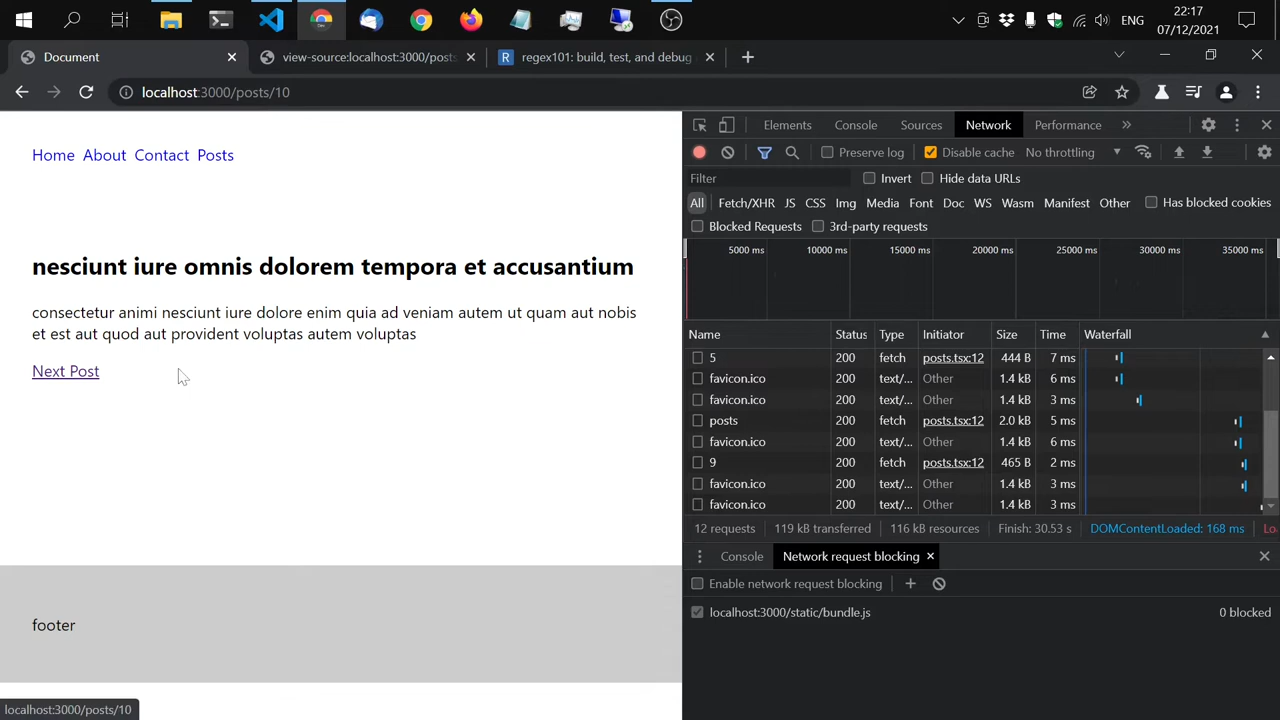 ENG
22:17
07/12/2021
Document
view-source:localhost:3000/posts
R
regex101: build, test, and debug
localhost:3000/posts/10
Home About Contact Posts
nesciunt iure omnis dolorem tempora et accusantium
consectetur animi nesciunt iure dolore enim quia ad veniam autem ut quam aut nobis
et est aut quod aut provident voluptas autem voluptas
Next Post
footer
localhost:3000/posts/10
Elements Console Sources Network Performance
Preserve log Disable cache No throttling
Filter Invert Hide data URLs
All Fetch/XHR JS CSS Img Media Font Doc WS Wasm Manifest Other Has blocked cookies
Blocked Requests 3rd-party requests
5000 ms 10000 ms 15000 ms 20000 ms 25000 ms 30000 ms 35000 ms
Name Status Type Initiator Size Time Waterfall
5 200 fetch posts.tsx:12 444 B 7 ms
favicon.ico 200 text/... Other 1.4 kB 6 ms
favicon.ico 200 text/... Other 1.4 kB 3 ms
posts 200 fetch posts.tsx:12 2.0 kB 5 ms
favicon.ico 200 text/... Other 1.4 kB 6 ms
9 200 fetch posts.tsx:12 465 B 2 ms
favicon.ico 200 text/... Other 1.4 kB 3 ms
favicon.ico 200 text/... Other 1.4 kB 3 ms
12 requests 119 kB transferred 116 kB resources Finish: 30.53 s DOMContentLoaded: 168 ms Lo
Console Network request blocking
Enable network request blocking
localhost:3000/static/bundle.js 0 blocked